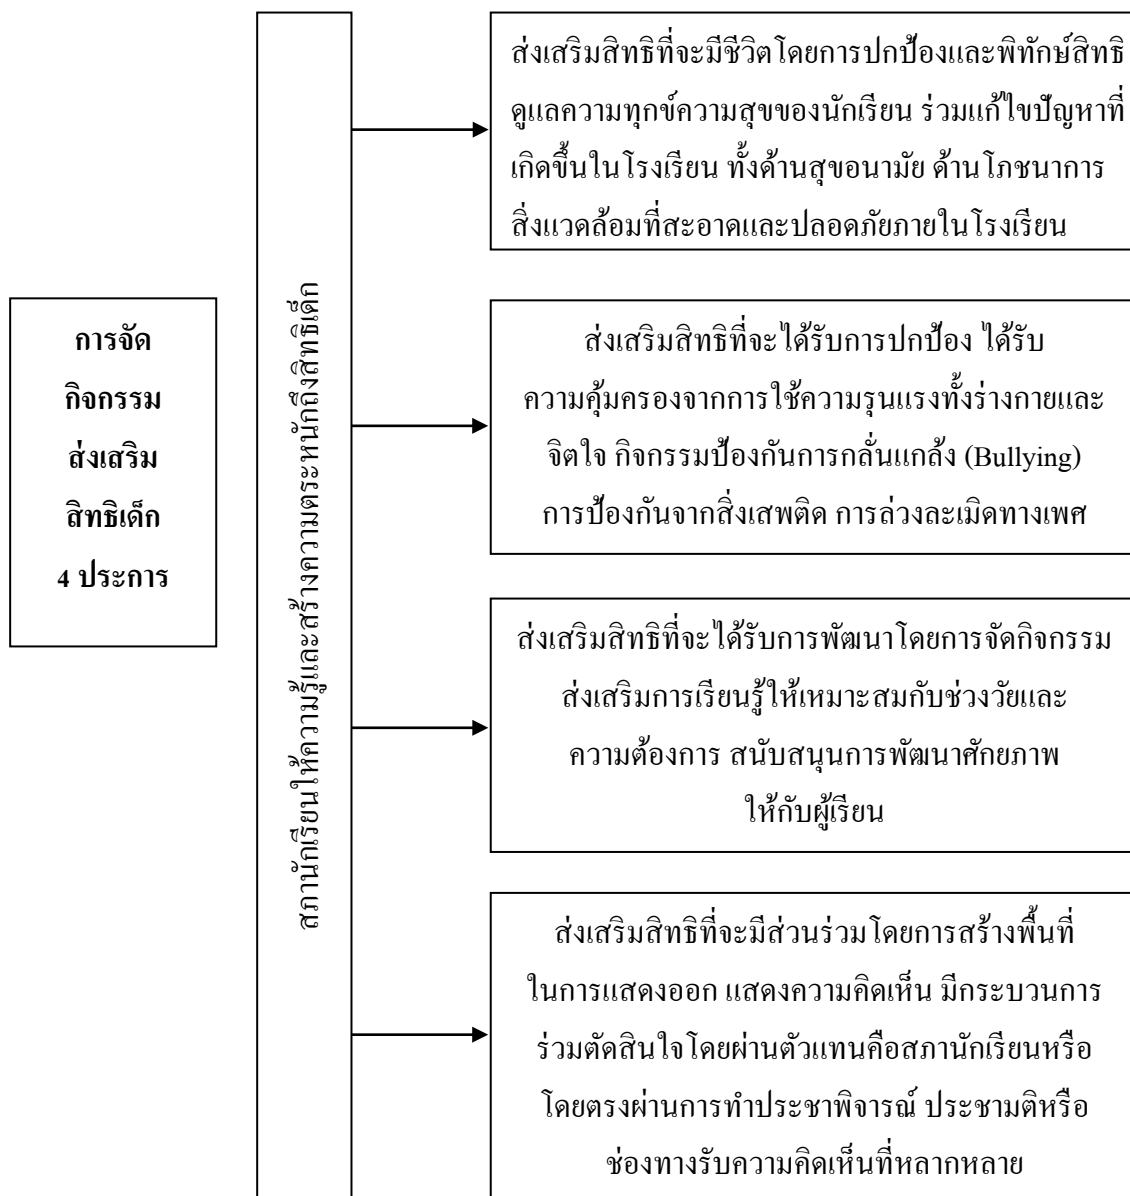 การจัด
กิจกรรม
ส่งเสริม
สิทธิเด็ก
4 ประการ
สภานักเรียนให้ความรู้และสร้างความตระหนักถึงสิทธิเด็ก
ส่งเสริมสิทธิที่จะมีชีวิตโดยการปกป้องและพิทักษ์สิทธิ
ดูแลความทุกข์ความสุขของนักเรียน ร่วมแก้ไขปัญหาที่
เกิดขึ้นในโรงเรียน ทั้งด้านสุขอนามัย ด้านโภชนาการ
สิ่งแวดล้อมที่สะอาดและปลอดภัยภายในโรงเรียน
ส่งเสริมสิทธิที่จะได้รับการปกป้อง ได้รับ
ความคุ้มครองจากการใช้ความรุนแรงทั้งร่างกายและ
จิตใจ กิจกรรมป้องกันการกลั่นแกล้ง (Bullying)
การป้องกันจากสิ่งเสพติด การล่วงละเมิดทางเพศ
ส่งเสริมสิทธิที่จะได้รับการพัฒนาโดยการจัดกิจกรรม
ส่งเสริมการเรียนรู้ให้เหมาะสมกับช่วงวัยและ
ความต้องการ สนับสนุนการพัฒนาศักยภาพ
ให้กับผู้เรียน
ส่งเสริมสิทธิที่จะมีส่วนร่วมโดยการสร้างพื้นที่
ในการแสดงออก แสดงความคิดเห็น มีกระบวนการ
ร่วมตัดสินใจโดยผ่านตัวแทนคือสภานักเรียนหรือ
โดยตรงผ่านการทำประชาพิจารณ์ ประชามติหรือ
ช่องทางรับความคิดเห็นที่หลากหลาย